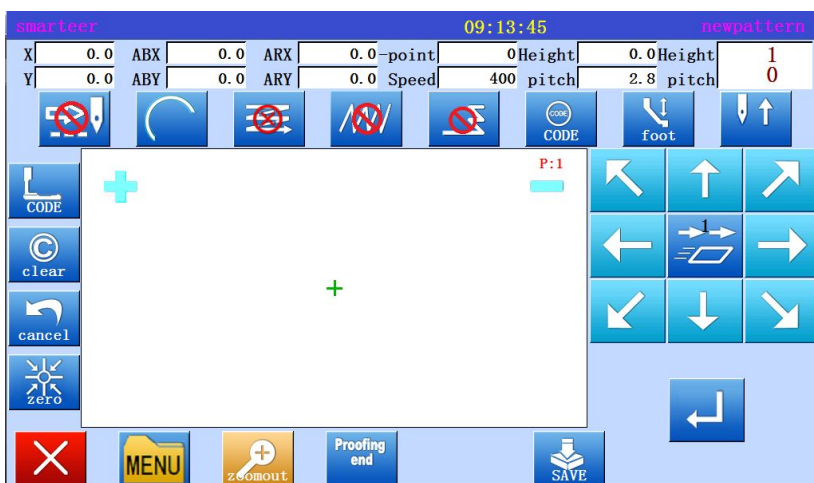 smarteer 09:13:45 newpattern
X 0.0 ABX 0.0 ARX 0.0 -point 0 Height 0.0 Height 1
Y 0.0 ABY 0.0 ARY 0.0 Speed 400 pitch 2.8 pitch 0
CODE
CODE
foot
P:1
CODE
1
C
clear
cancel
zero
MENU
zoomout
Proofing
end
SAVE